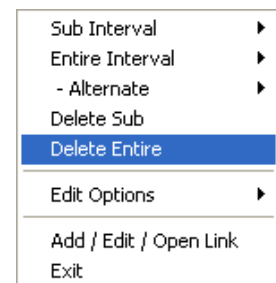 Sub Interval
Entire Interval
- Alternate
Delete Sub
Delete Entire
Edit Options
Add / Edit / Open Link
Exit